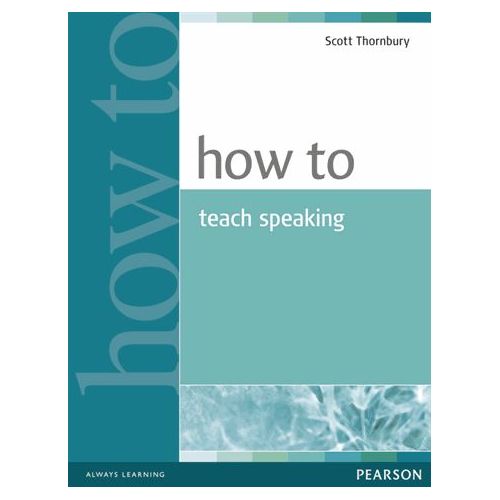 Scott Thornbury
how to
how to
teach speaking
ALWAYS LEARNING
PEARSON